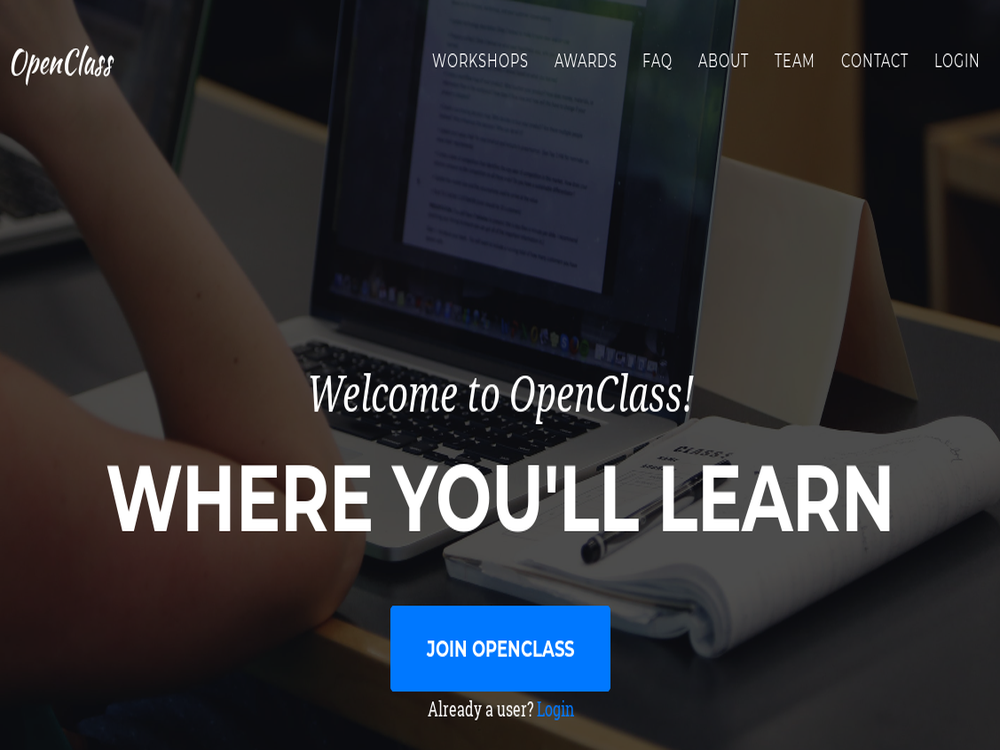 OpenClass
WORKSHOPS AWARDS FAQ ABOUT TEAM CONTACT LOGIN
CLASS
Welcome to OpenClass!
WHERE YOU'LL LEARN
JOIN OPENCLASS
Already a user? Login